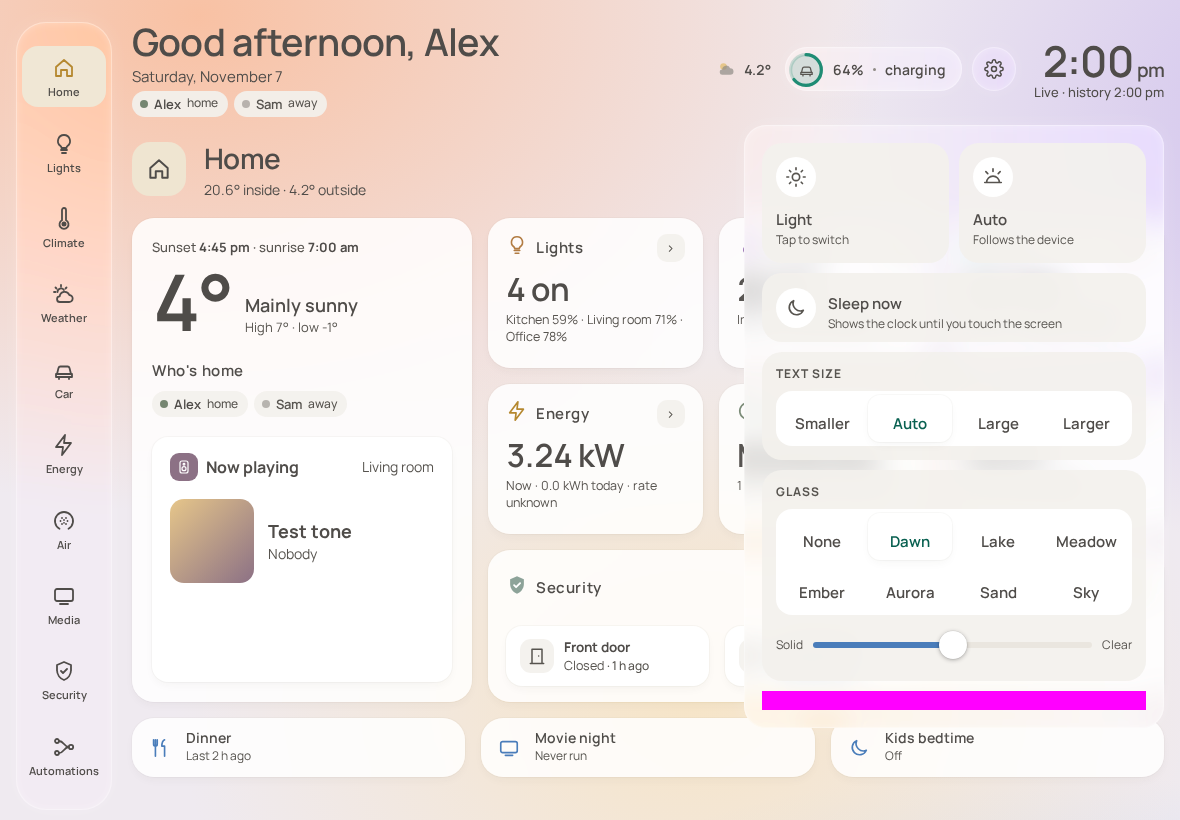 Good afternoon, Alex
Saturday, November 7
Alex home
Sam away
4.2°
64% • charging
2:00 pm
Live · history 2:00 pm
Home
Lights
Climate
Weather
Car
Energy
Air
Media
Security
Automations
Home
20.6° inside · 4.2° outside
Sunset 4:45 pm · sunrise 7:00 am
4°
Mainly sunny
High 7° · low -1°
Who's home
Alex home
Sam away
Now playing
Living room
Test tone
Nobody
Lights
4 on
Kitchen 59% · Living room 71% ·
Office 78%
Energy
3.24 kW
Now · 0.0 kWh today · rate
unknown
Security
Front door
Closed · 1 h ago
Dinner
Last 2 h ago
Movie night
Never run
Kids bedtime
Off
Light
Tap to switch
Auto
Follows the device
Sleep now
Shows the clock until you touch the screen
TEXT SIZE
Smaller
Auto
Large
Larger
GLASS
None
Dawn
Lake
Meadow
Ember
Aurora
Sand
Sky
Solid
Clear